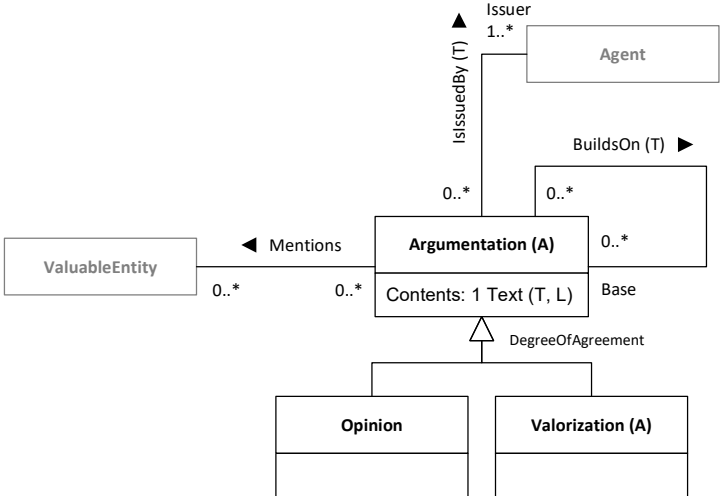 Issuer
1..*
Agent
IsIssuedBy (T) ▲
BuildsOn (T) ►
0..*
0..*
◄ Mentions
Argumentation (A)
0..*
ValuableEntity
0..*
0..*
Contents: 1 Text (T, L)
Base
DegreeOfAgreement
Opinion
Valorization (A)